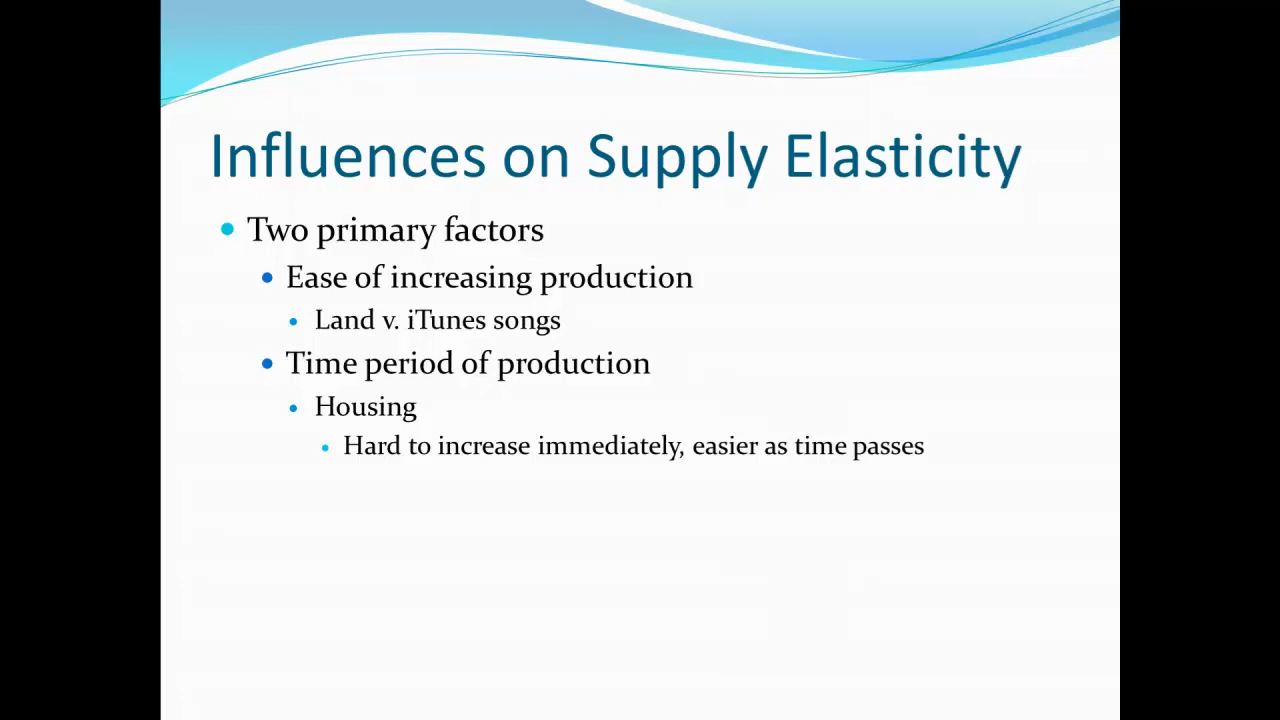 Influences on Supply Elasticity
Two primary factors
Ease of increasing production
Land v. iTunes songs
Time period of production
Housing
Hard to increase immediately, easier as time passes